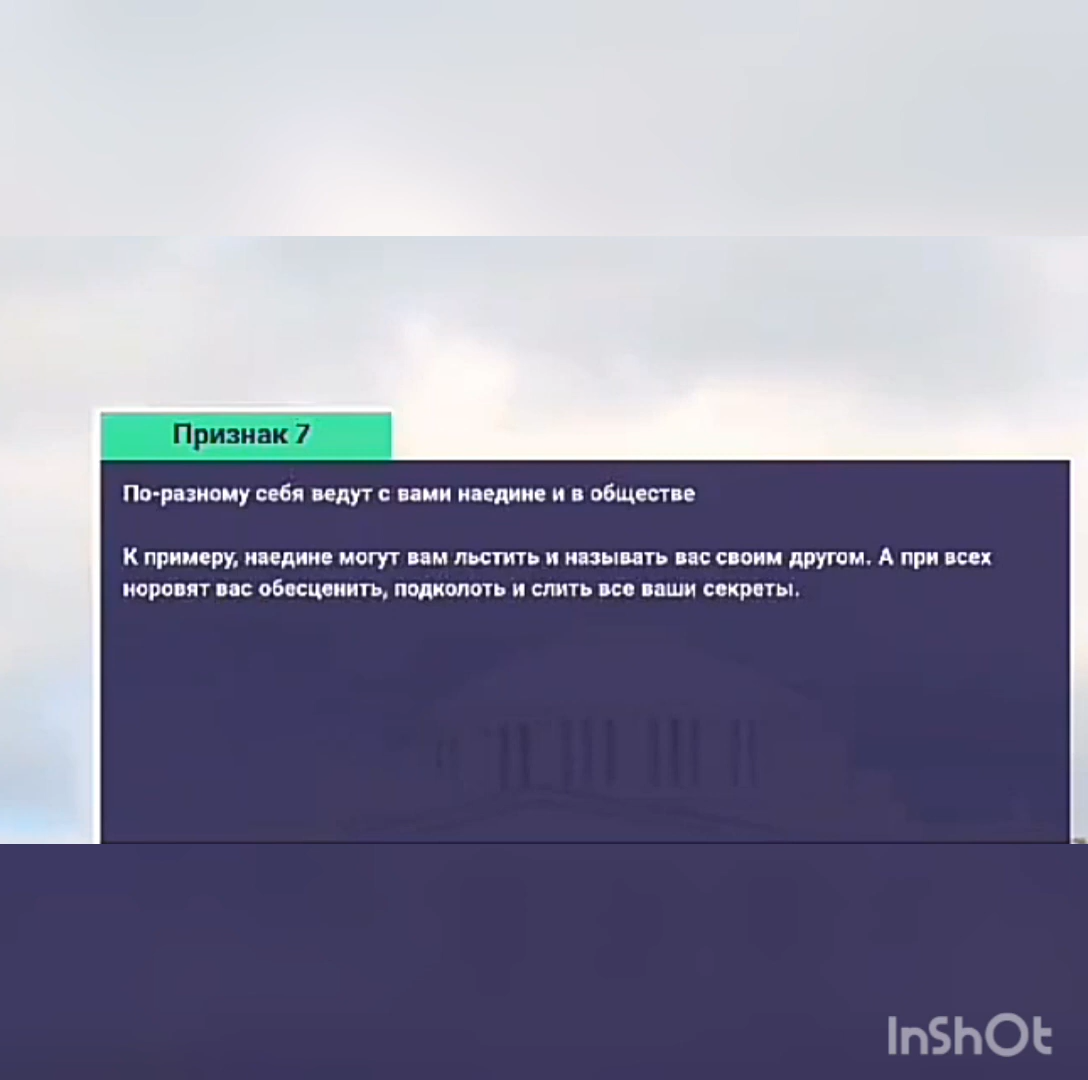 Признак 7
По-разному себя ведут с вами наедине и в обществе
К примеру, наедине могут вам льстить и называть вас своим другом. А при всех
норовят вас обесценить, подколоть и слить все ваши секреты.
InShOt